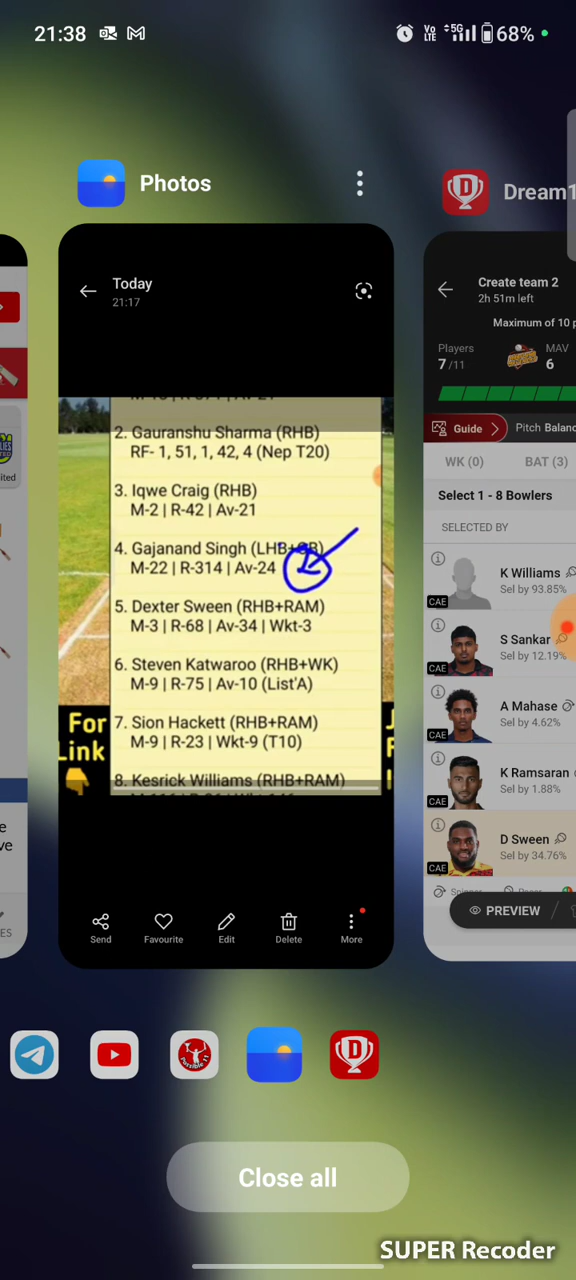 21:38
Vo
LTE
5G
68%
Photos
Dream1
Today
21:17
2. Gauranshu Sharma (RHB)
RF- 1, 51, 1, 42, 4 (Nep T20)
3. Iqwe Craig (RHB)
M-2 | R-42 | Av-21
4. Gajanand Singh (LHB+
M-22 | R-314 | Av-24
5. Dexter Sween (RHB+RAM)
M-3 | R-68 | Av-34 | Wkt-3
6. Steven Katwaroo (RHB+WK)
M-9 | R-75 | Av-10 (List'A)
7. Sion Hackett (RHB+RAM)
M-9 | R-23 | Wkt-9 (T10)
8. Kesrick Williams (RHB+RAM)
For
Link
Send
Favourite
Edit
Delete
More
Create team 2
2h 51m left
Maximum of 10 p
Players
MAV
7/11
6
Guide
Pitch Balanc
WK (0)
BAT (3)
Select 1 - 8 Bowlers
SELECTED BY
K Williams
Sel by 93.85%
CAE
S Sankar
Sel by 12.19%
CAE
A Mahase
Sel by 4.62%
CAE
K Ramsaran
Sel by 1.88%
CAE
D Sween
Sel by 34.76%
CAE
PREVIEW
Close all
SUPER Recoder